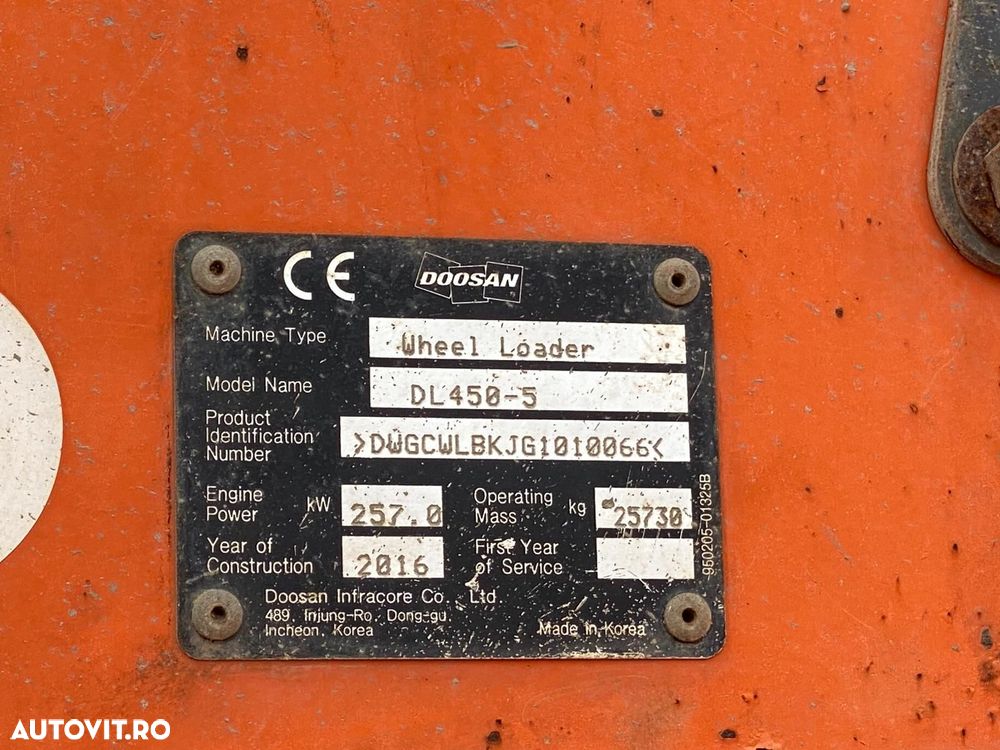 CE DOOSAN
Machine Type Wheel Loader
Model Name DL450-5
Product
Identification
Number >DWGCWLBKJG1010066<
Engine
Power kW 257.0
Operating
Mass kg 25730
Year of
Construction 2016
First Year
of Service
Doosan Infracore Co., Ltd.
489, Injung-Ro, Dong-gu,
Incheon, Korea
Made in Korea
950205-01325B
AUTOVIT.RO